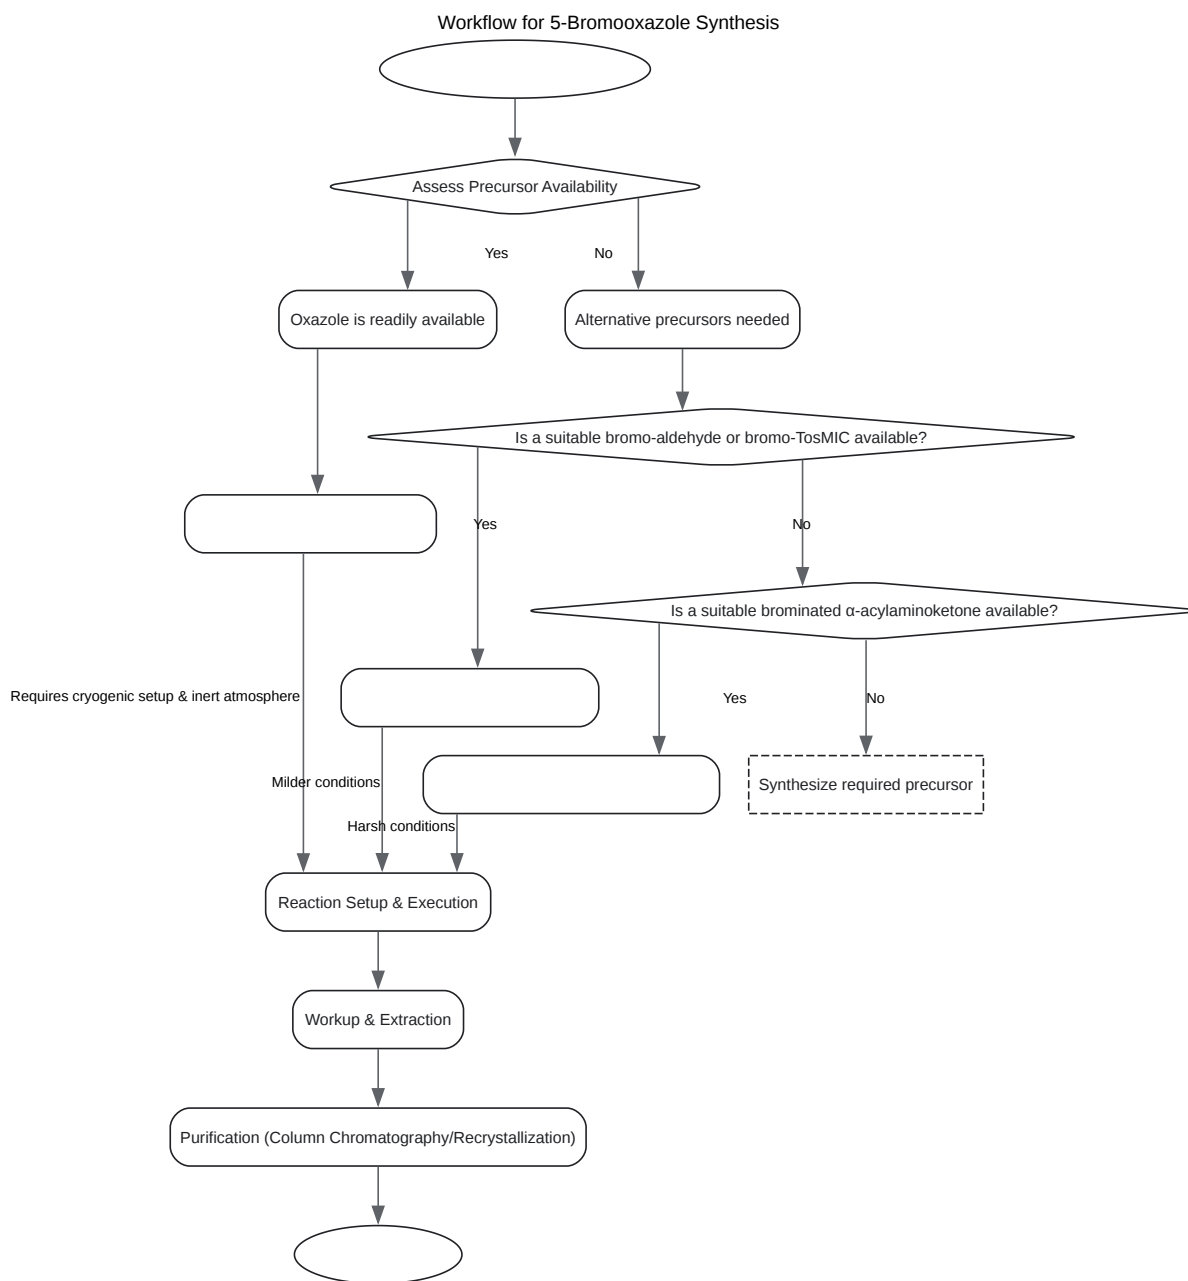 Workflow for 5-Bromooxazole Synthesis
Assess Precursor Availability
Yes
No
Oxazole is readily available
Alternative precursors needed
Is a suitable bromo-aldehyde or bromo-TosMIC available?
Yes
No
Is a suitable brominated α-acylaminoketone available?
Requires cryogenic setup & inert atmosphere
Yes
No
Milder conditions
Synthesize required precursor
Harsh conditions
Reaction Setup & Execution
Workup & Extraction
Purification (Column Chromatography/Recrystallization)